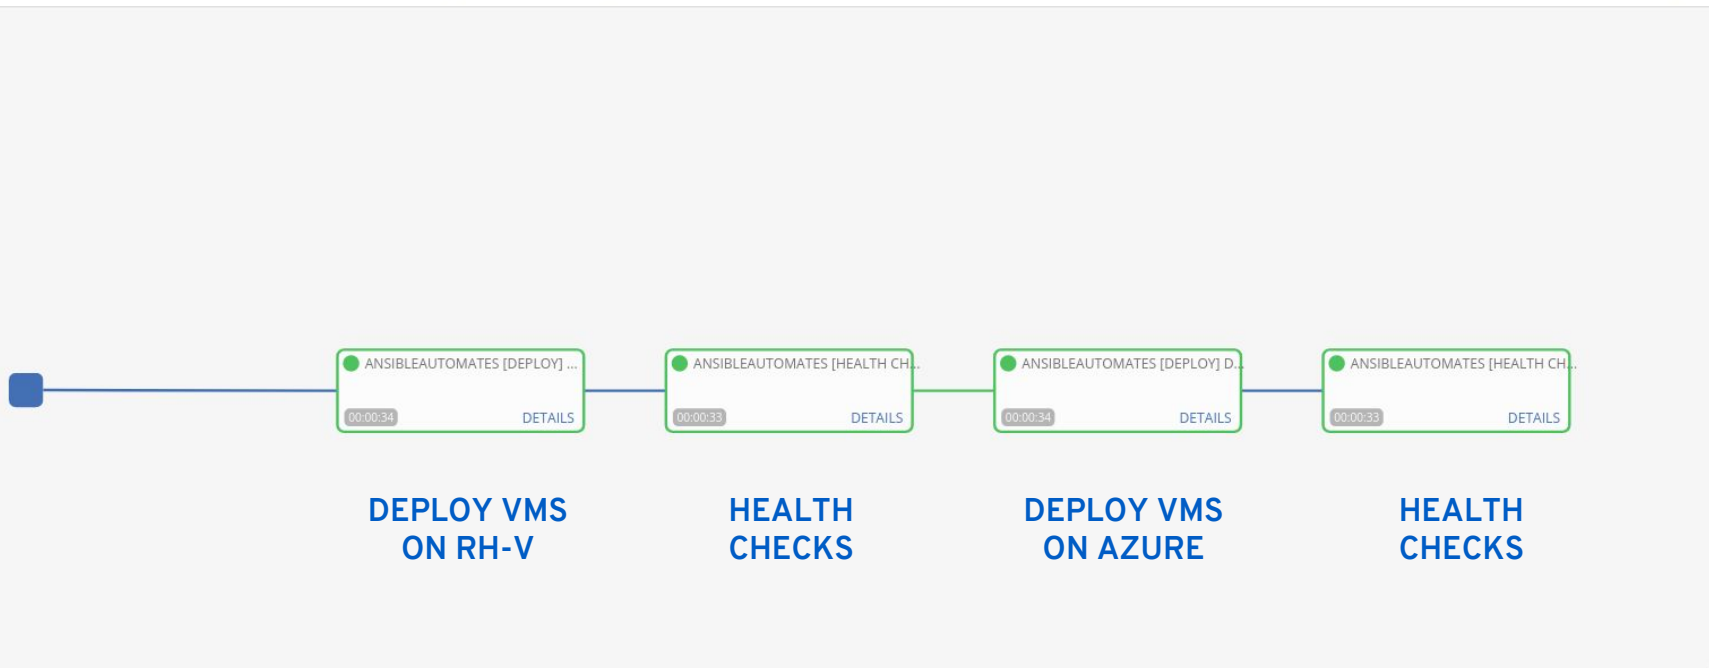 ANSIBLEAUTOMATES [DEPLOY] ...
00:00:34 DETAILS
ANSIBLEAUTOMATES [HEALTH CH...
00:00:33 DETAILS
ANSIBLEAUTOMATES [DEPLOY] D...
00:00:34 DETAILS
ANSIBLEAUTOMATES [HEALTH CH...
00:00:33 DETAILS
DEPLOY VMS
ON RH-V
HEALTH
CHECKS
DEPLOY VMS
ON AZURE
HEALTH
CHECKS